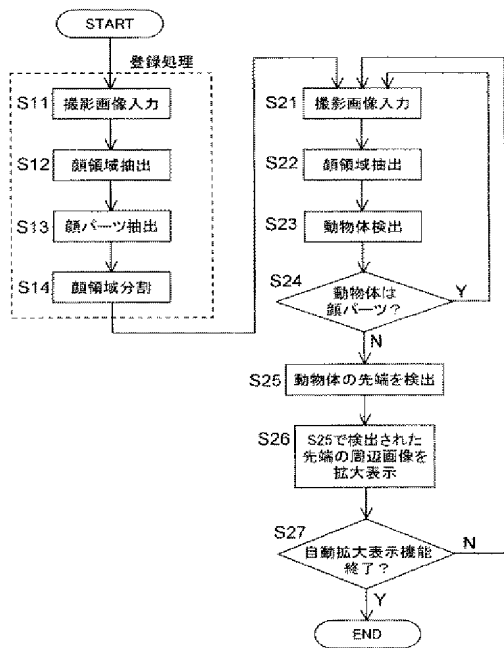 START
登録処理
S11
撮影画像入力
S12
顔領域抽出
S13
顔パーツ抽出
S14
顔領域分割
S21
撮影画像入力
S22
顔領域抽出
S23
動物体検出
S24
動物体は
顔パーツ？
Y
N
S25
動物体の先端を検出
S26
S25で検出された
先端の周辺画像を
拡大表示
S27
自動拡大表示機能
終了？
N
Y
END